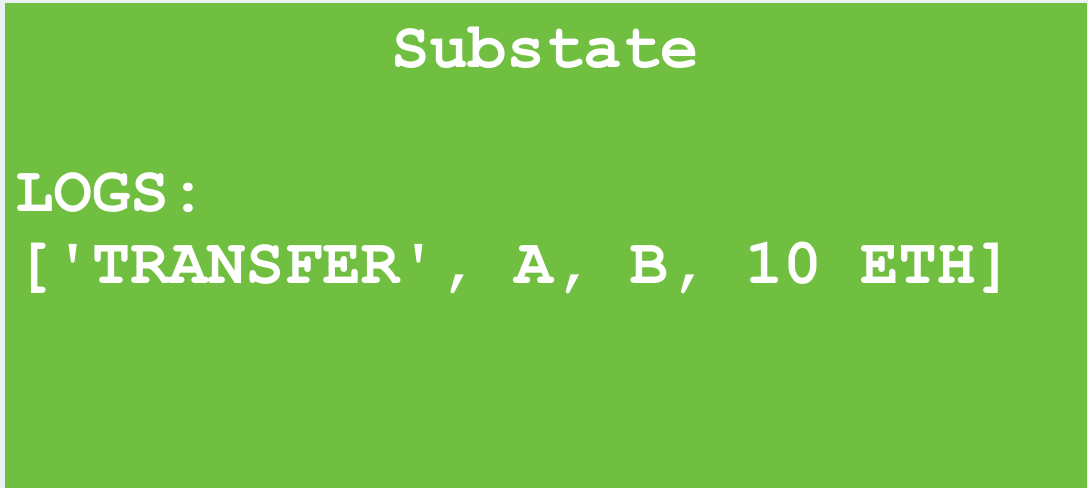 Substate
LOGS:
['TRANSFER', A, B, 10 ETH]